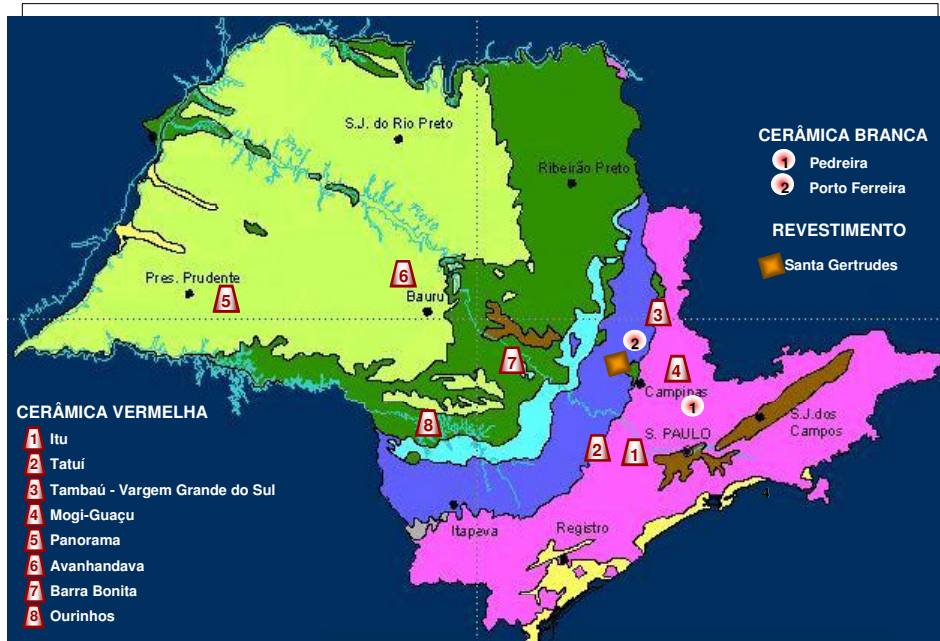 S.J. do Rio Preto
Ribeirão Preto
Pres. Prudente
Bauru
Campinas
S. PAULO
S.J. dos
Campos
Itapeva
Registro
CERÂMICA BRANCA
1 Pedreira
2 Porto Ferreira
REVESTIMENTO
Santa Gertrudes
CERÂMICA VERMELHA
1 Itu
2 Tatuí
3 Tambaú - Vargem Grande do Sul
4 Mogi-Guaçu
5 Panorama
6 Avanhandava
7 Barra Bonita
8 Ourinhos
5
6
7
8
3
2
4
1
2
1
4